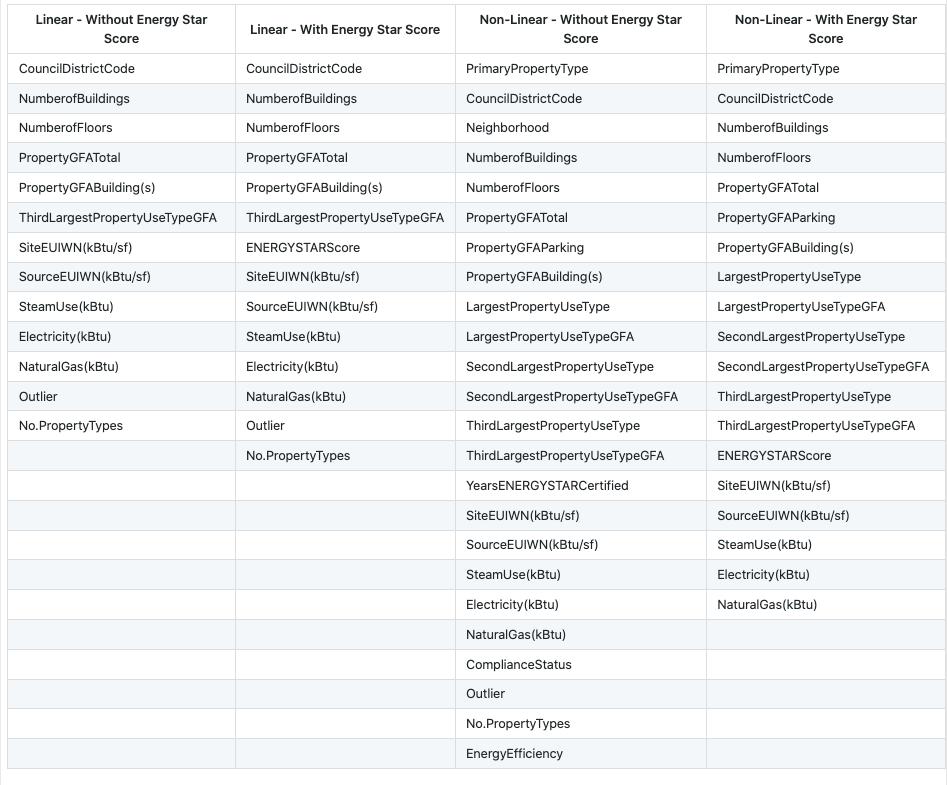 Linear - Without Energy Star Score
Linear - With Energy Star Score
Non-Linear - Without Energy Star Score
Non-Linear - With Energy Star Score
CouncilDistrictCode CouncilDistrictCode PrimaryPropertyType PrimaryPropertyType
NumberofBuildings NumberofBuildings CouncilDistrictCode CouncilDistrictCode
NumberofFloors NumberofFloors Neighborhood NumberofBuildings
PropertyGFATotal PropertyGFATotal NumberofBuildings NumberofFloors
PropertyGFABuilding(s) PropertyGFABuilding(s) NumberofFloors PropertyGFATotal
ThirdLargestPropertyUseTypeGFA ThirdLargestPropertyUseTypeGFA PropertyGFATotal PropertyGFAParking
SiteEUIWN(kBtu/sf) ENERGYSTARScore PropertyGFAParking PropertyGFABuilding(s)
SourceEUIWN(kBtu/sf) SiteEUIWN(kBtu/sf) PropertyGFABuilding(s) LargestPropertyUseType
SteamUse(kBtu) SourceEUIWN(kBtu/sf) LargestPropertyUseType LargestPropertyUseTypeGFA
Electricity(kBtu) SteamUse(kBtu) LargestPropertyUseTypeGFA SecondLargestPropertyUseType
NaturalGas(kBtu) Electricity(kBtu) SecondLargestPropertyUseType SecondLargestPropertyUseTypeGFA
Outlier NaturalGas(kBtu) SecondLargestPropertyUseTypeGFA ThirdLargestPropertyUseType
No.PropertyTypes Outlier ThirdLargestPropertyUseType ThirdLargestPropertyUseTypeGFA
No.PropertyTypes ThirdLargestPropertyUseTypeGFA ENERGYSTARScore
YearsENERGYSTARCertified SiteEUIWN(kBtu/sf)
SiteEUIWN(kBtu/sf) SourceEUIWN(kBtu/sf)
SourceEUIWN(kBtu/sf) SteamUse(kBtu)
SteamUse(kBtu) Electricity(kBtu)
Electricity(kBtu) NaturalGas(kBtu)
NaturalGas(kBtu)
ComplianceStatus
Outlier
No.PropertyTypes
EnergyEfficiency